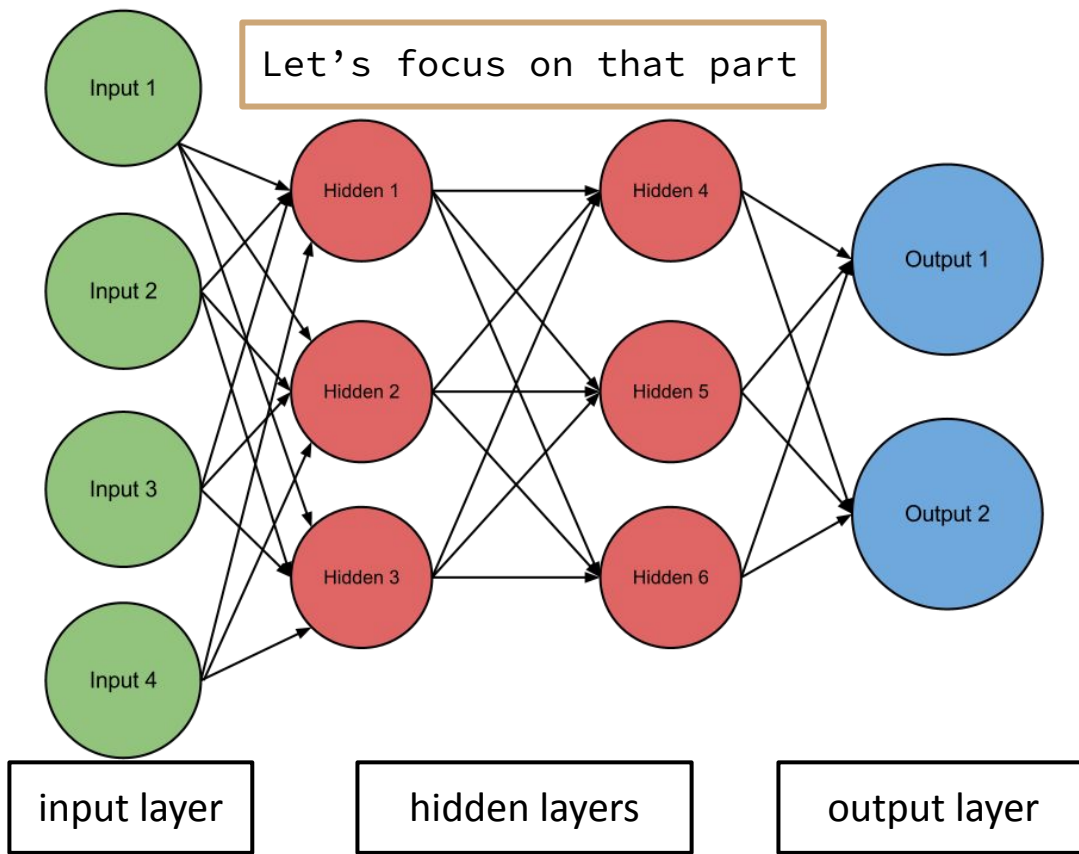 Let’s focus on that part
Input 1
Input 2
Input 3
Input 4
Hidden 1
Hidden 2
Hidden 3
Hidden 4
Hidden 5
Hidden 6
Output 1
Output 2
input layer
hidden layers
output layer